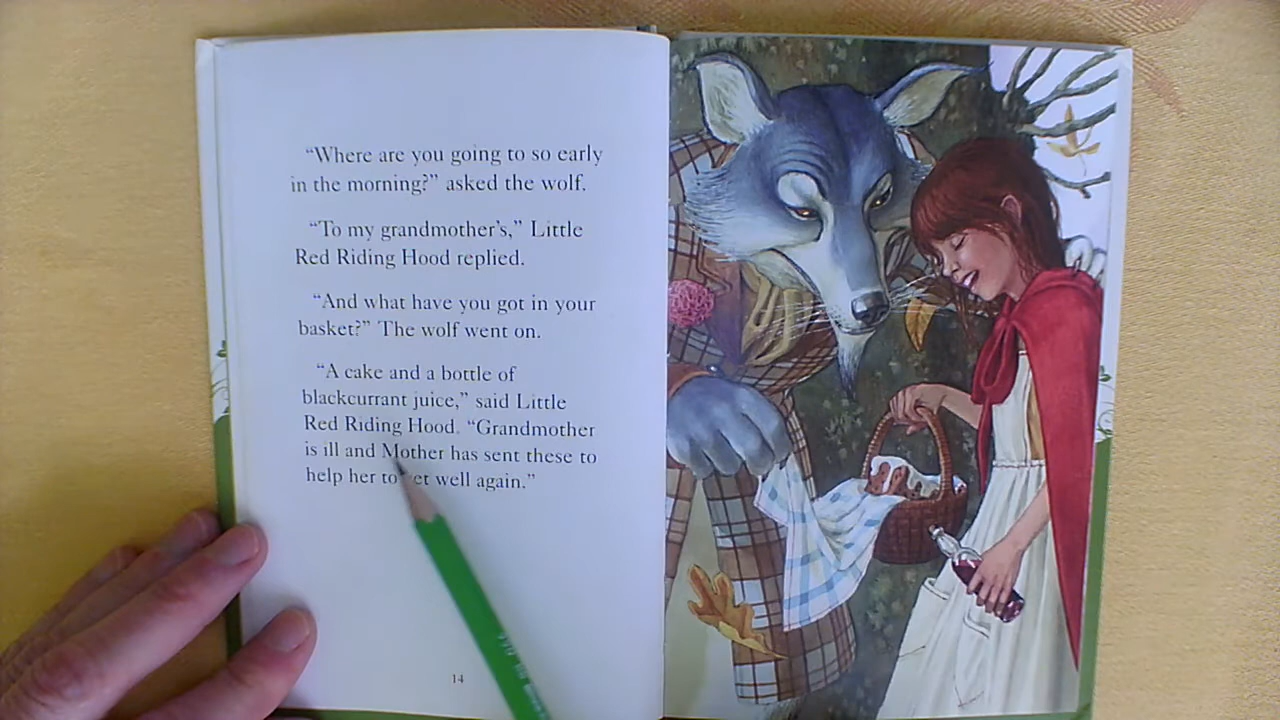 “Where are you going to so early
in the morning?” asked the wolf.
“To my grandmother’s,” Little
Red Riding Hood replied.
“And what have you got in your
basket?” The wolf went on.
“A cake and a bottle of
blackcurrant juice,” said Little
Red Riding Hood. “Grandmother
is ill and Mother has sent these to
help her to get well again.”
14